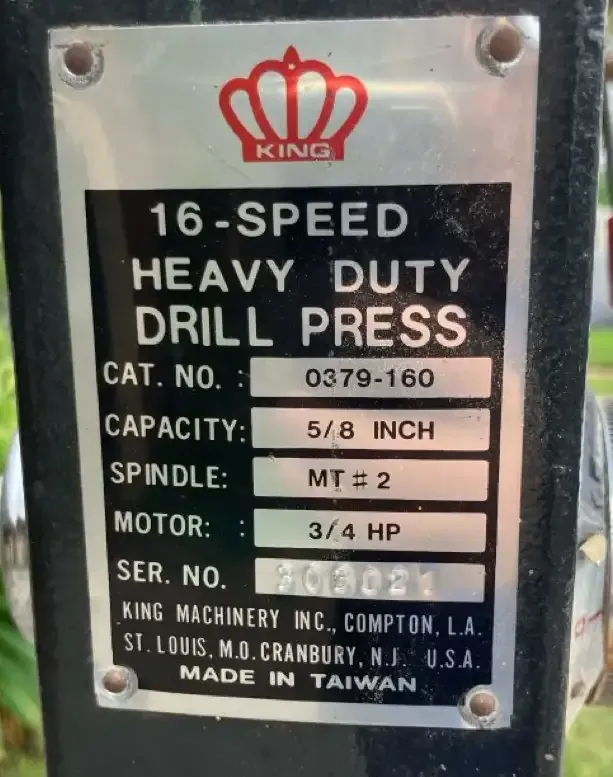 KING
16-SPEED
HEAVY DUTY
DRILL PRESS
CAT. NO. : 0379-160
CAPACITY: 5/8 INCH
SPINDLE: MT#2
MOTOR: : 3/4 HP
SER. NO.
KING MACHINERY INC., COMPTON, L.A.
ST. LOUIS, M.O. CRANBURY, N.J. U.S.A.
MADE IN TAIWAN